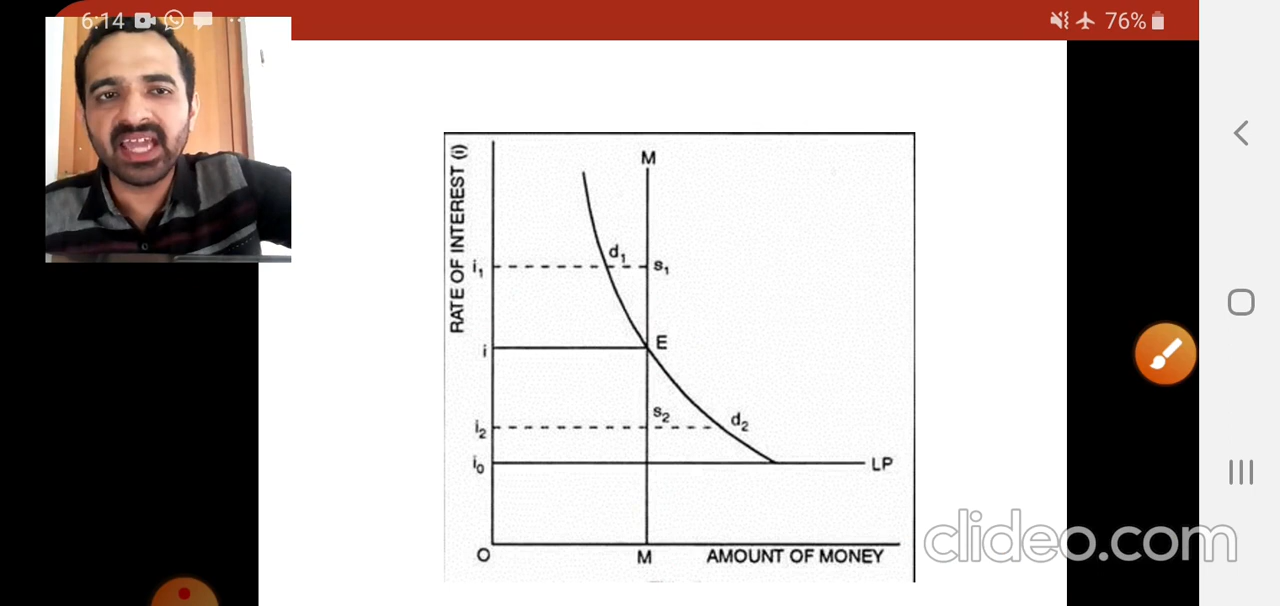 6:14
76%
M
RATE OF INTEREST (i)
d₁
i₁
s₁
E
i
s₂
d₂
i₂
i₀
LP
O
M
AMOUNT OF MONEY
clideo.com